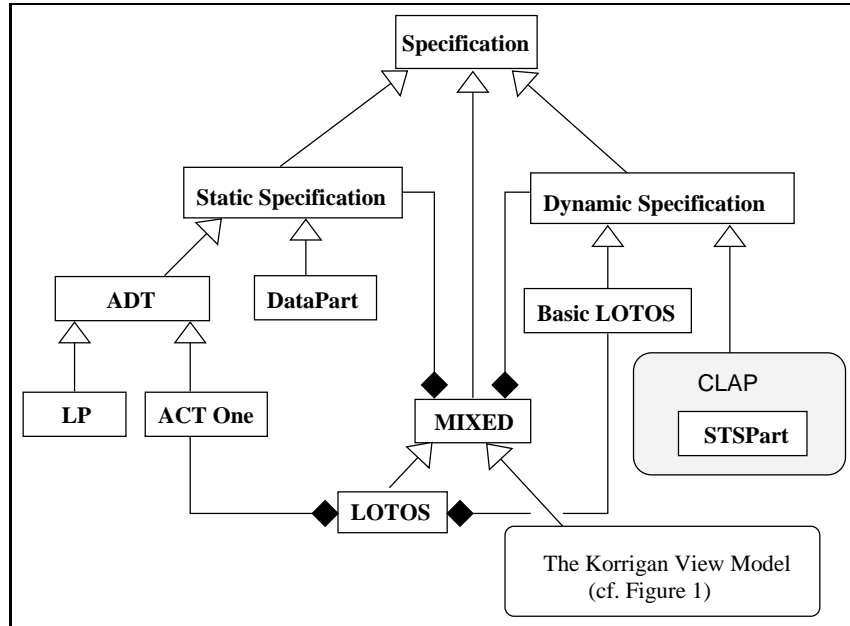 Specification
Static Specification
Dynamic Specification
ADT
DataPart
Basic LOTOS
CLAP
LP
ACT One
MIXED
STSPart
LOTOS
The Korrigan View Model
(cf. Figure 1)